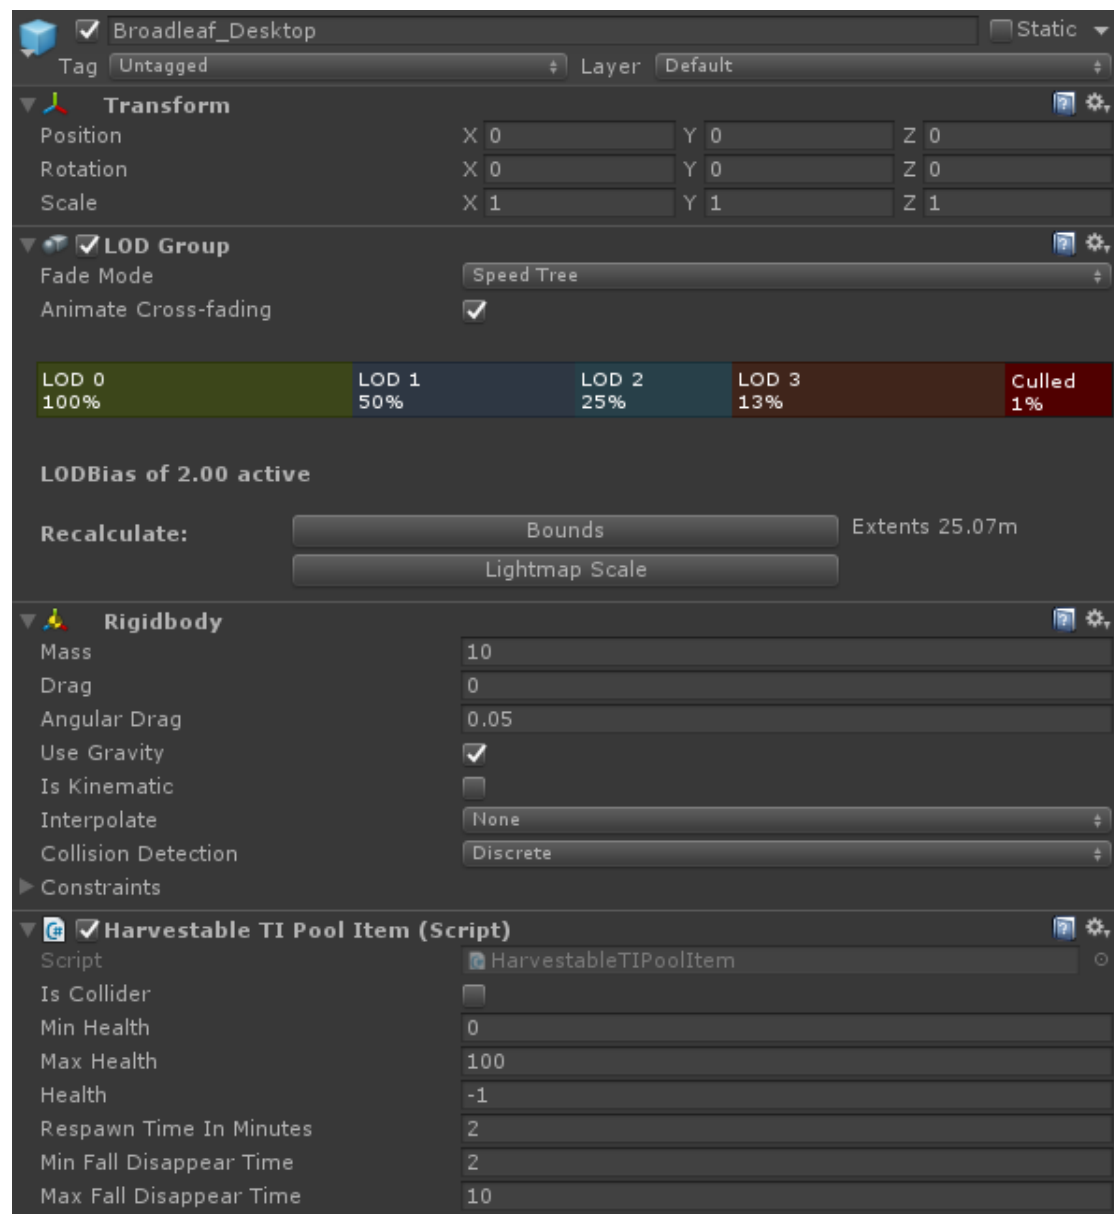 Broadleaf_Desktop Static
Tag Untagged Layer Default
Transform
Position X 0 Y 0 Z 0
Rotation X 0 Y 0 Z 0
Scale X 1 Y 1 Z 1
LOD Group
Fade Mode Speed Tree
Animate Cross-fading
LOD 0 LOD 1 LOD 2 LOD 3 Culled
100% 50% 25% 13% 1%
LODBias of 2.00 active
Recalculate: Bounds Extents 25.07m
Lightmap Scale
Rigidbody
Mass 10
Drag 0
Angular Drag 0.05
Use Gravity
Is Kinematic
Interpolate None
Collision Detection Discrete
Constraints
Harvestable TI Pool Item (Script)
Script HarvestableTIPoolItem
Is Collider
Min Health 0
Max Health 100
Health -1
Respawn Time In Minutes 2
Min Fall Disappear Time 2
Max Fall Disappear Time 10